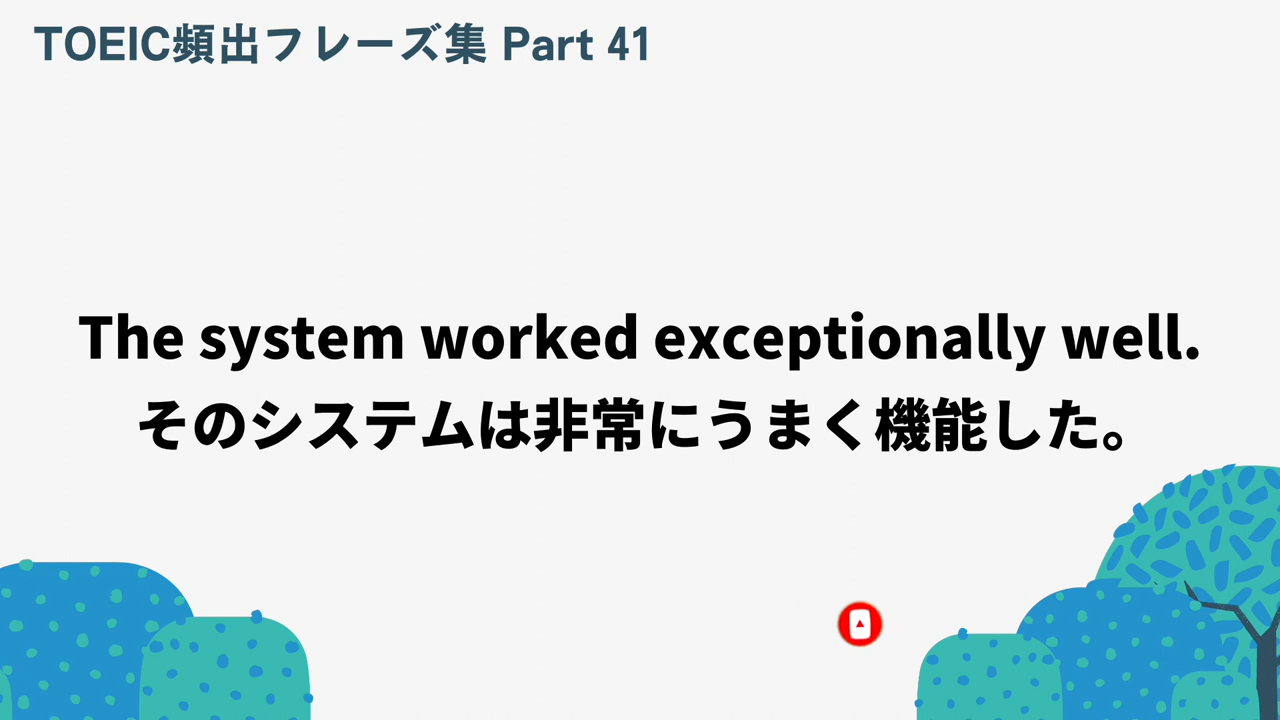 TOEIC頻出フレーズ集 Part 41
The system worked exceptionally well.
そのシステムは非常にうまく機能した。